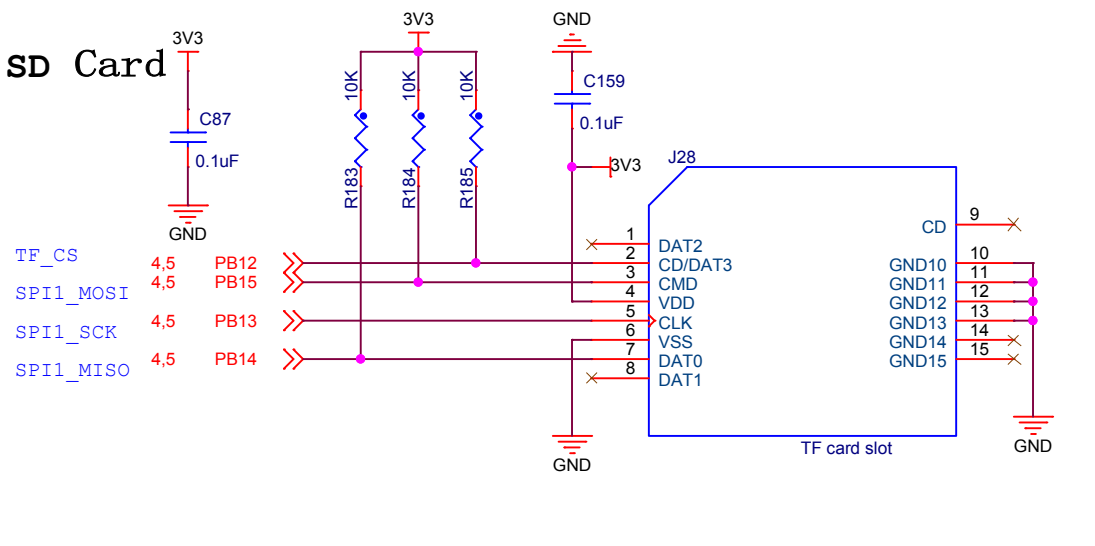 SD Card
3V3
C87
0.1uF
GND
3V3
10K
10K
10K
R183
R184
R185
GND
C159
0.1uF
3V3
J28
TF_CS
4,5
PB12
4,5
PB15
SPI1_MOSI
4,5
PB13
SPI1_SCK
4,5
PB14
SPI1_MISO
1
DAT2
2
CD/DAT3
3
CMD
4
VDD
5
CLK
6
VSS
7
DAT0
8
DAT1
GND
CD
9
GND10
10
GND11
11
GND12
12
GND13
13
GND14
14
GND15
15
GND
TF card slot